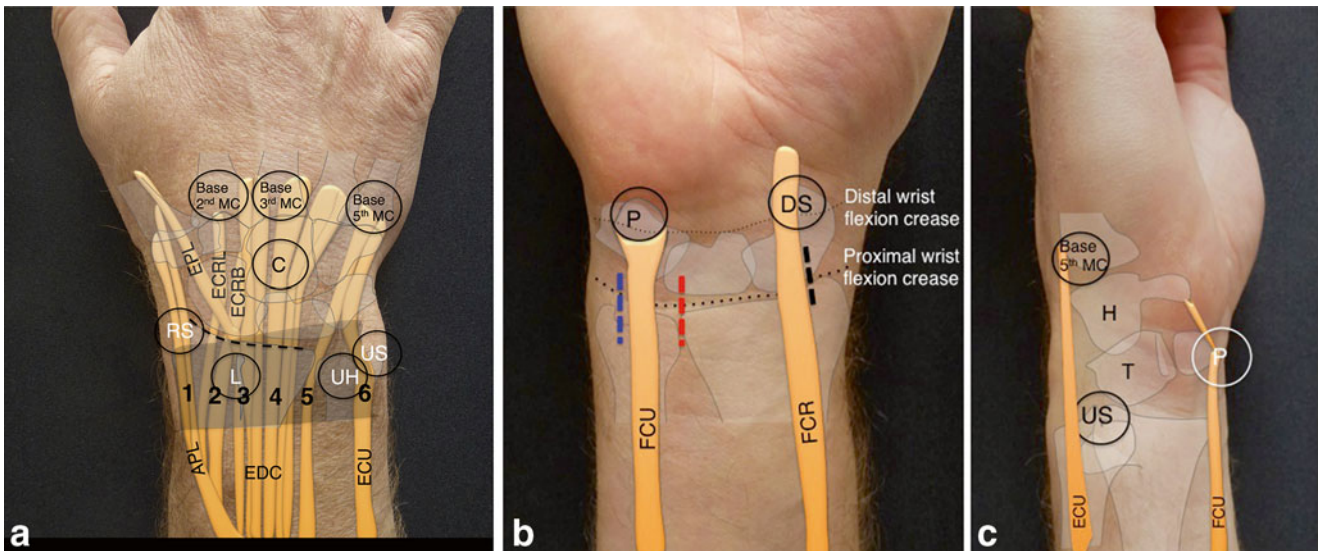 Base
2nd MC
Base
3rd MC
Base
5th MC
EPL
ECRL
ECRB
C
RS
US
L
UH
1
2
3
4
5
6
APL
EDC
ECU
a
P
DS
Distal wrist
flexion crease
Proximal wrist
flexion crease
FCU
FCR
b
Base
5th MC
H
T
P
US
ECU
FCU
c